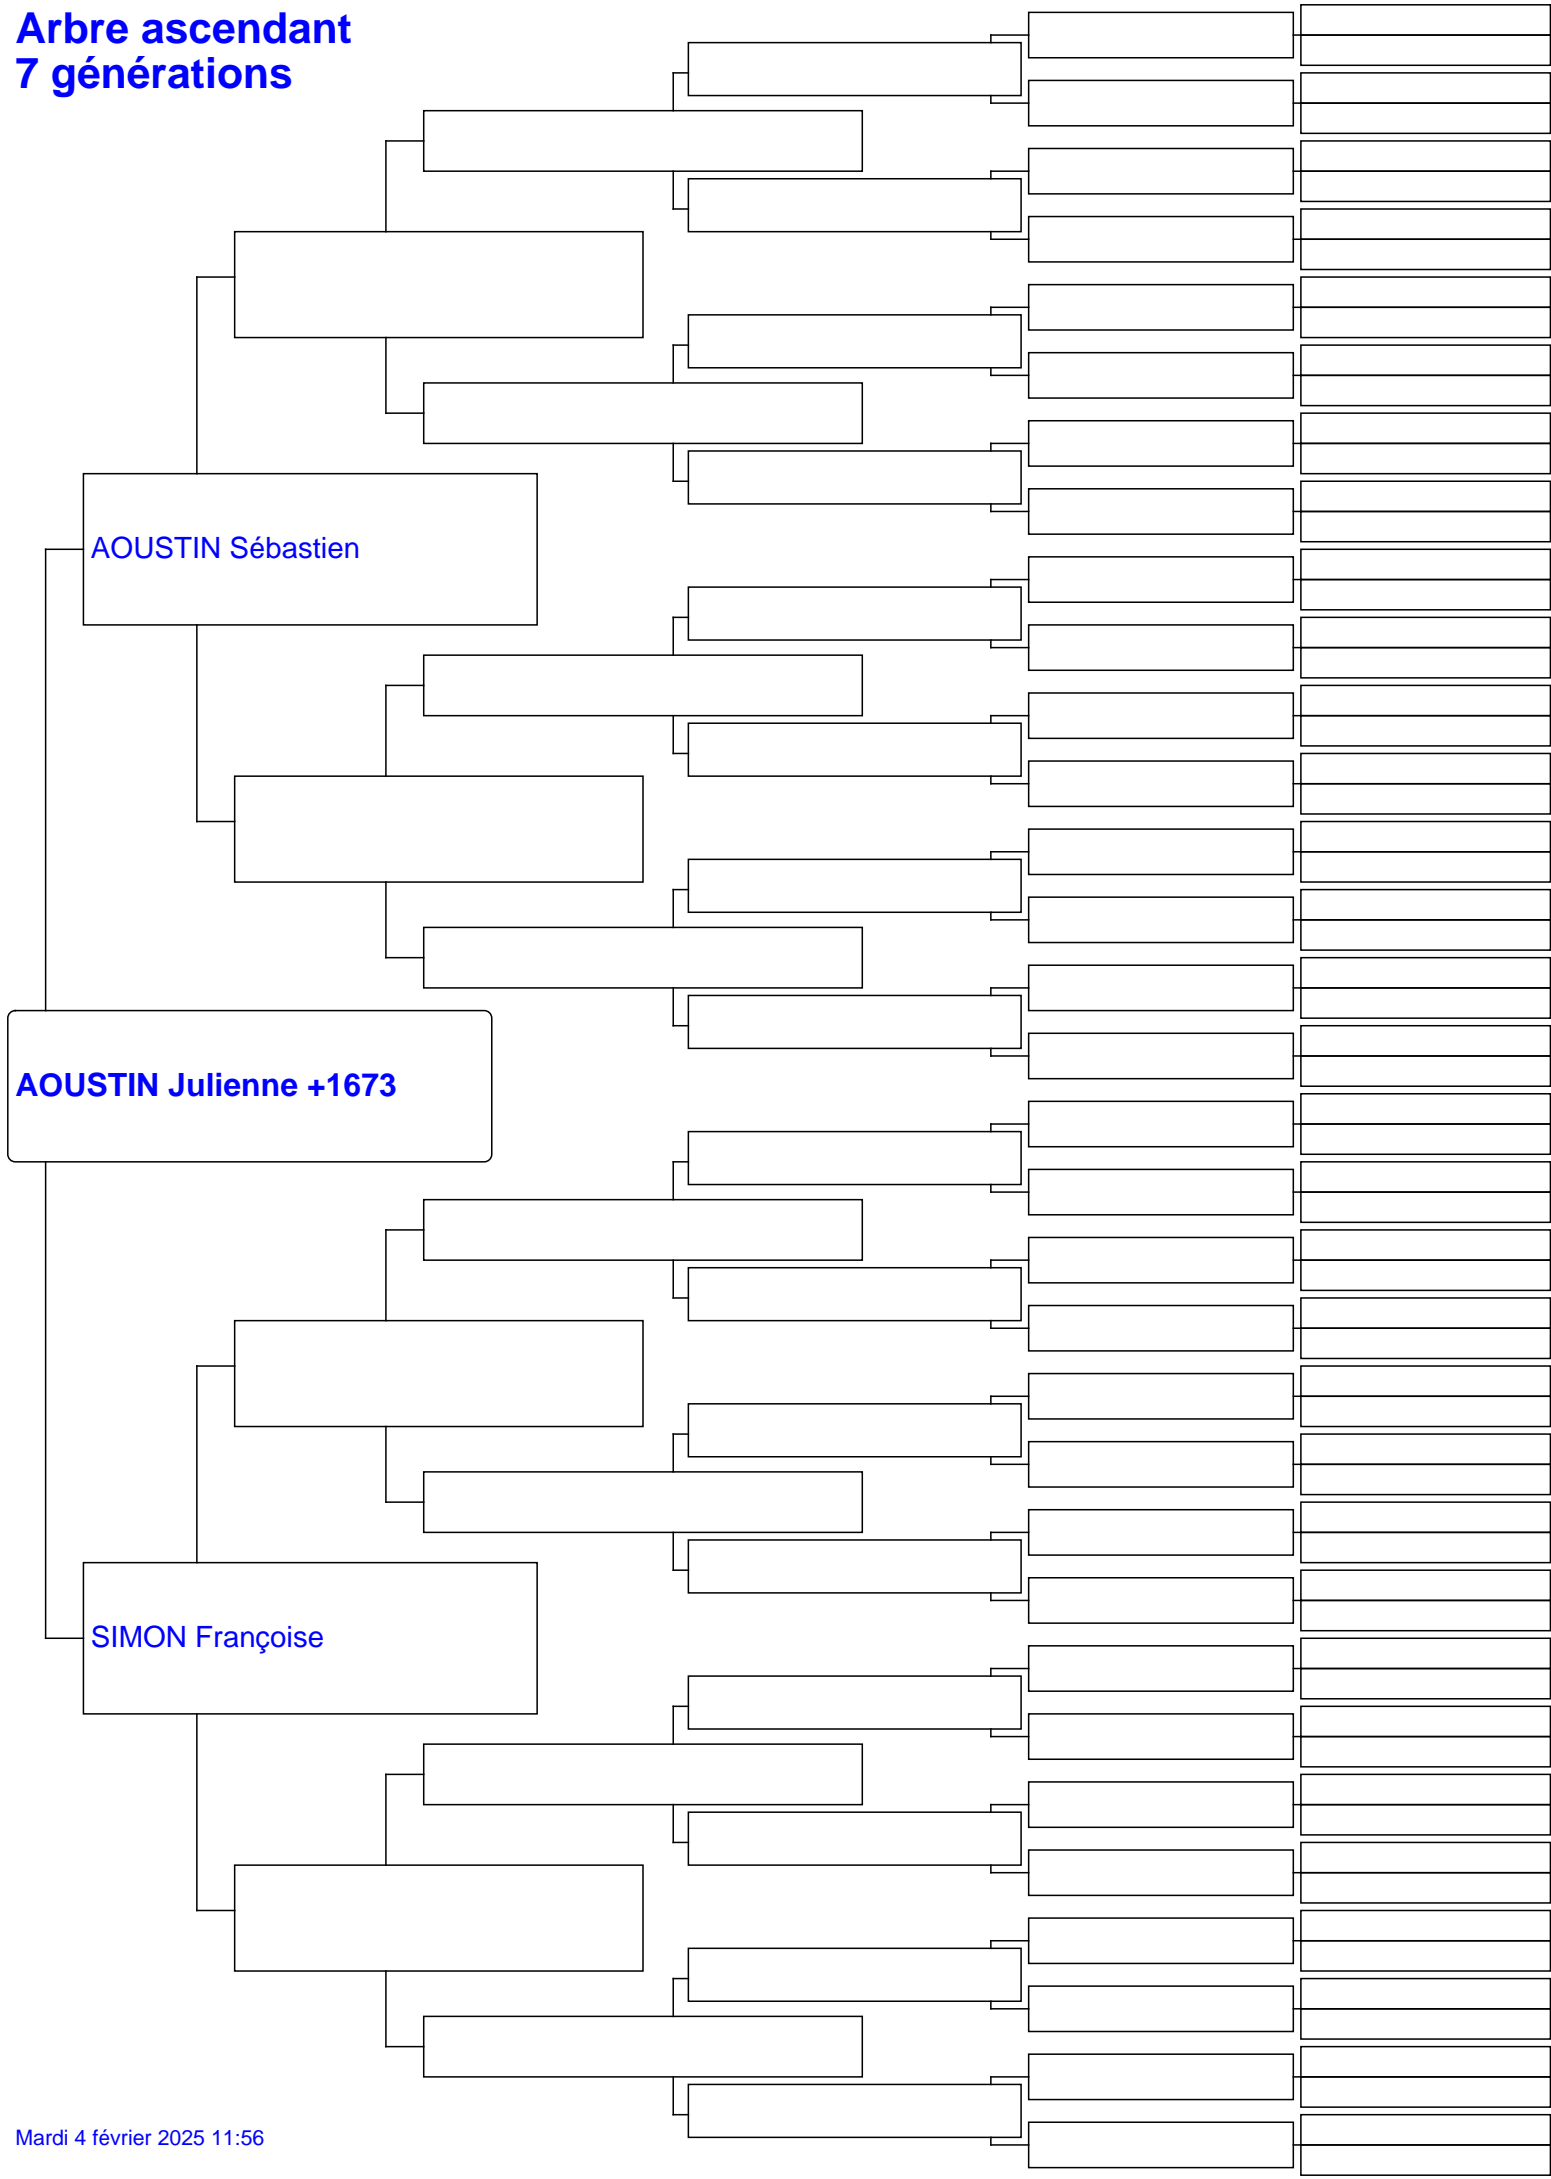 Arbre ascendant
7 générations
AOUSTIN Sébastien
AOUSTIN Julienne +1673
SIMON Françoise
Mardi 4 février 2025 11:56